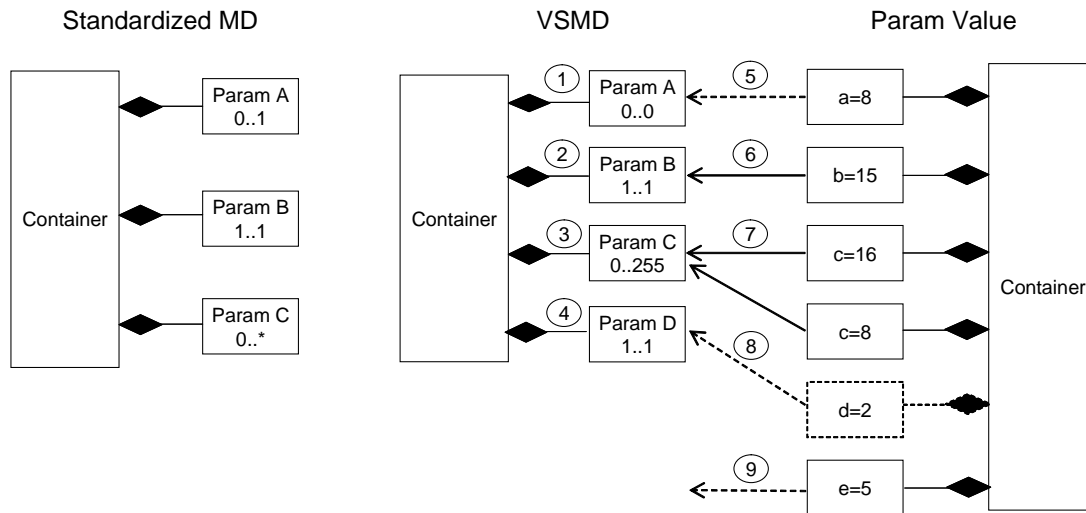 Standardized MD
Container
Param A
0..1
Param B
1..1
Param C
0..*
VSMD
Container
1
Param A
0..0
2
Param B
1..1
3
Param C
0..255
4
Param D
1..1
Param Value
5
a=8
6
b=15
7
c=16
c=8
8
d=2
9
e=5
Container